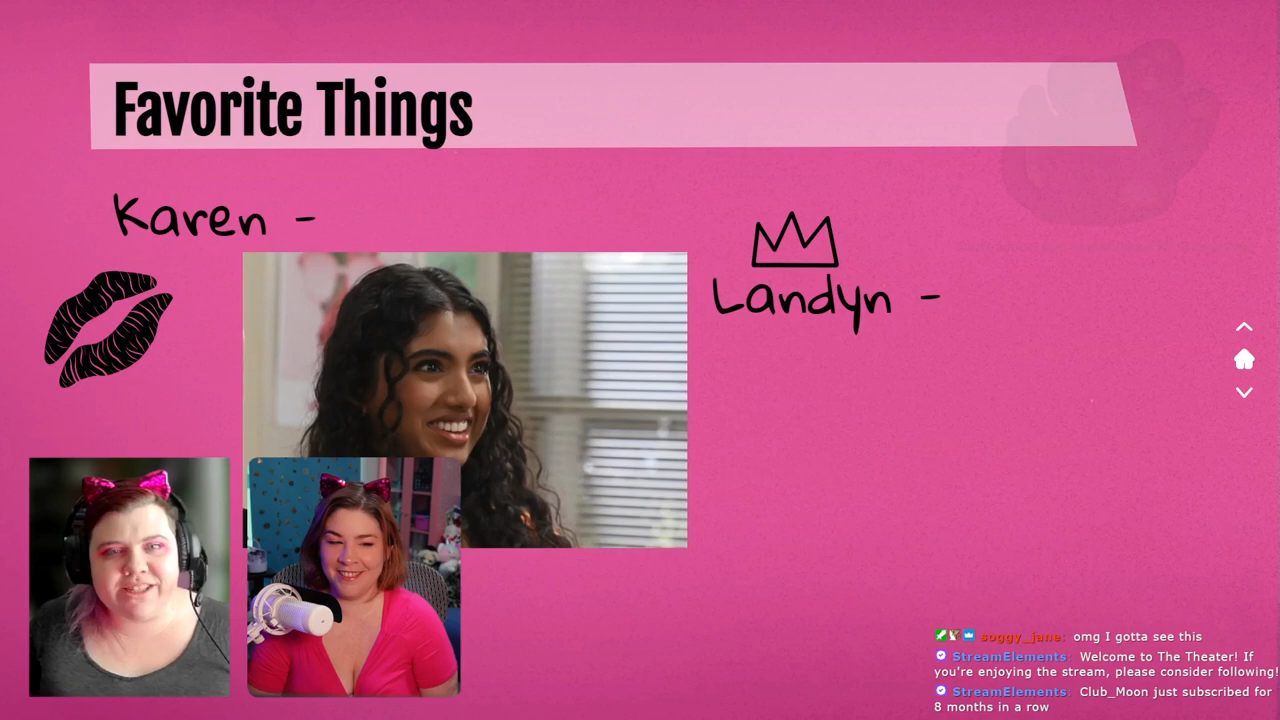 Favorite Things
Karen -
Landyn -
soggy_jane: omg I gotta see this
StreamElements: Welcome to The Theater! If
you're enjoying the stream, please consider following!
StreamElements: Club_Moon just subscribed for
8 months in a row